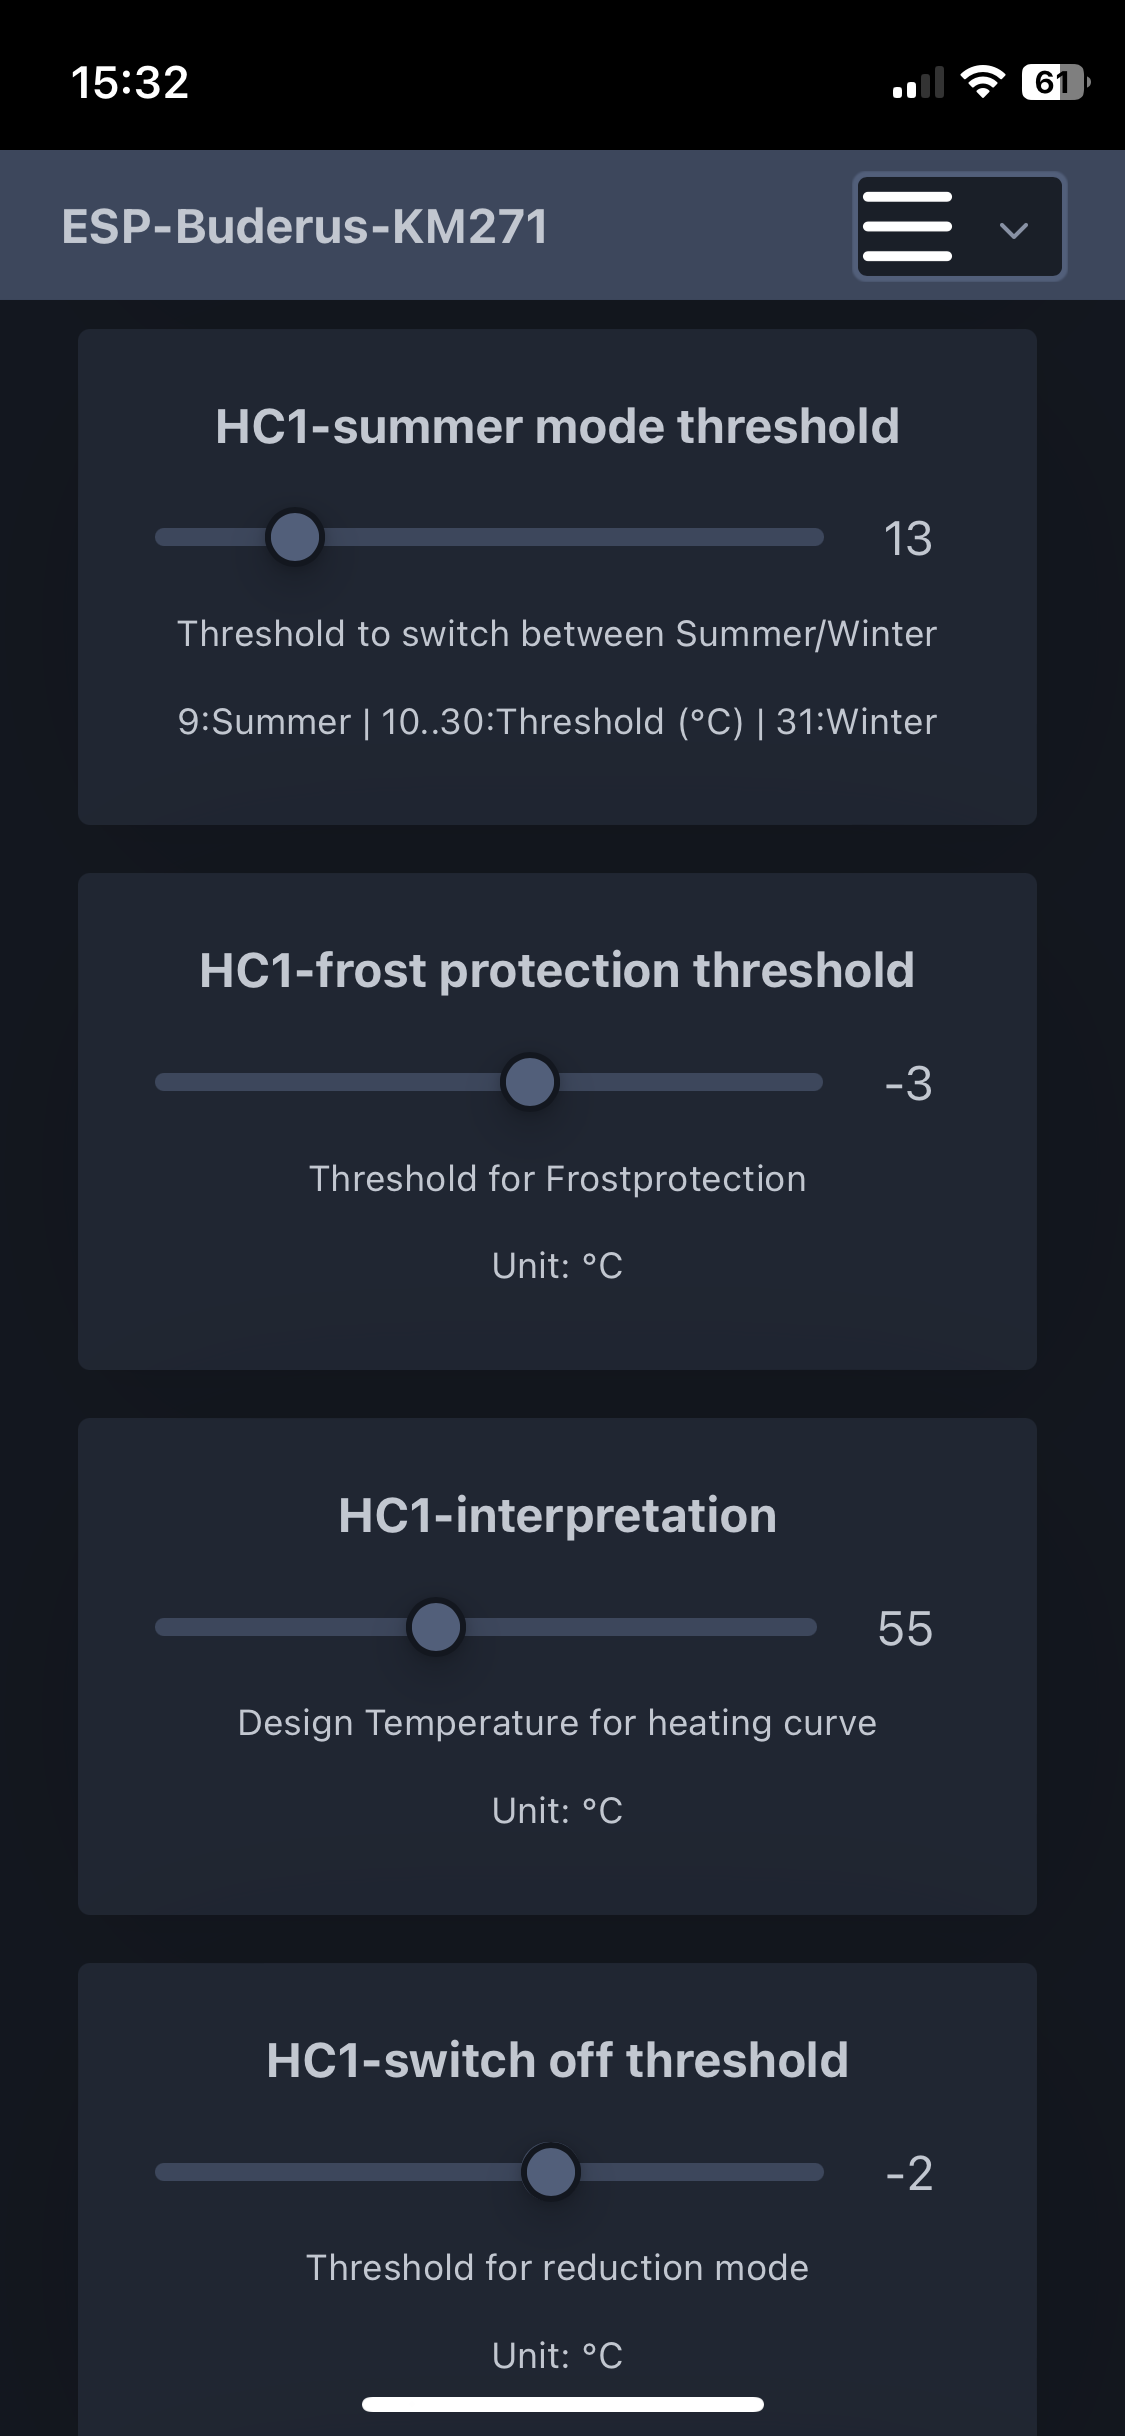 15:32
61
ESP-Buderus-KM271
HC1-summer mode threshold
13
Threshold to switch between Summer/Winter
9:Summer | 10..30:Threshold (°C) | 31:Winter
HC1-frost protection threshold
-3
Threshold for Frostprotection
Unit: °C
HC1-interpretation
55
Design Temperature for heating curve
Unit: °C
HC1-switch off threshold
-2
Threshold for reduction mode
Unit: °C